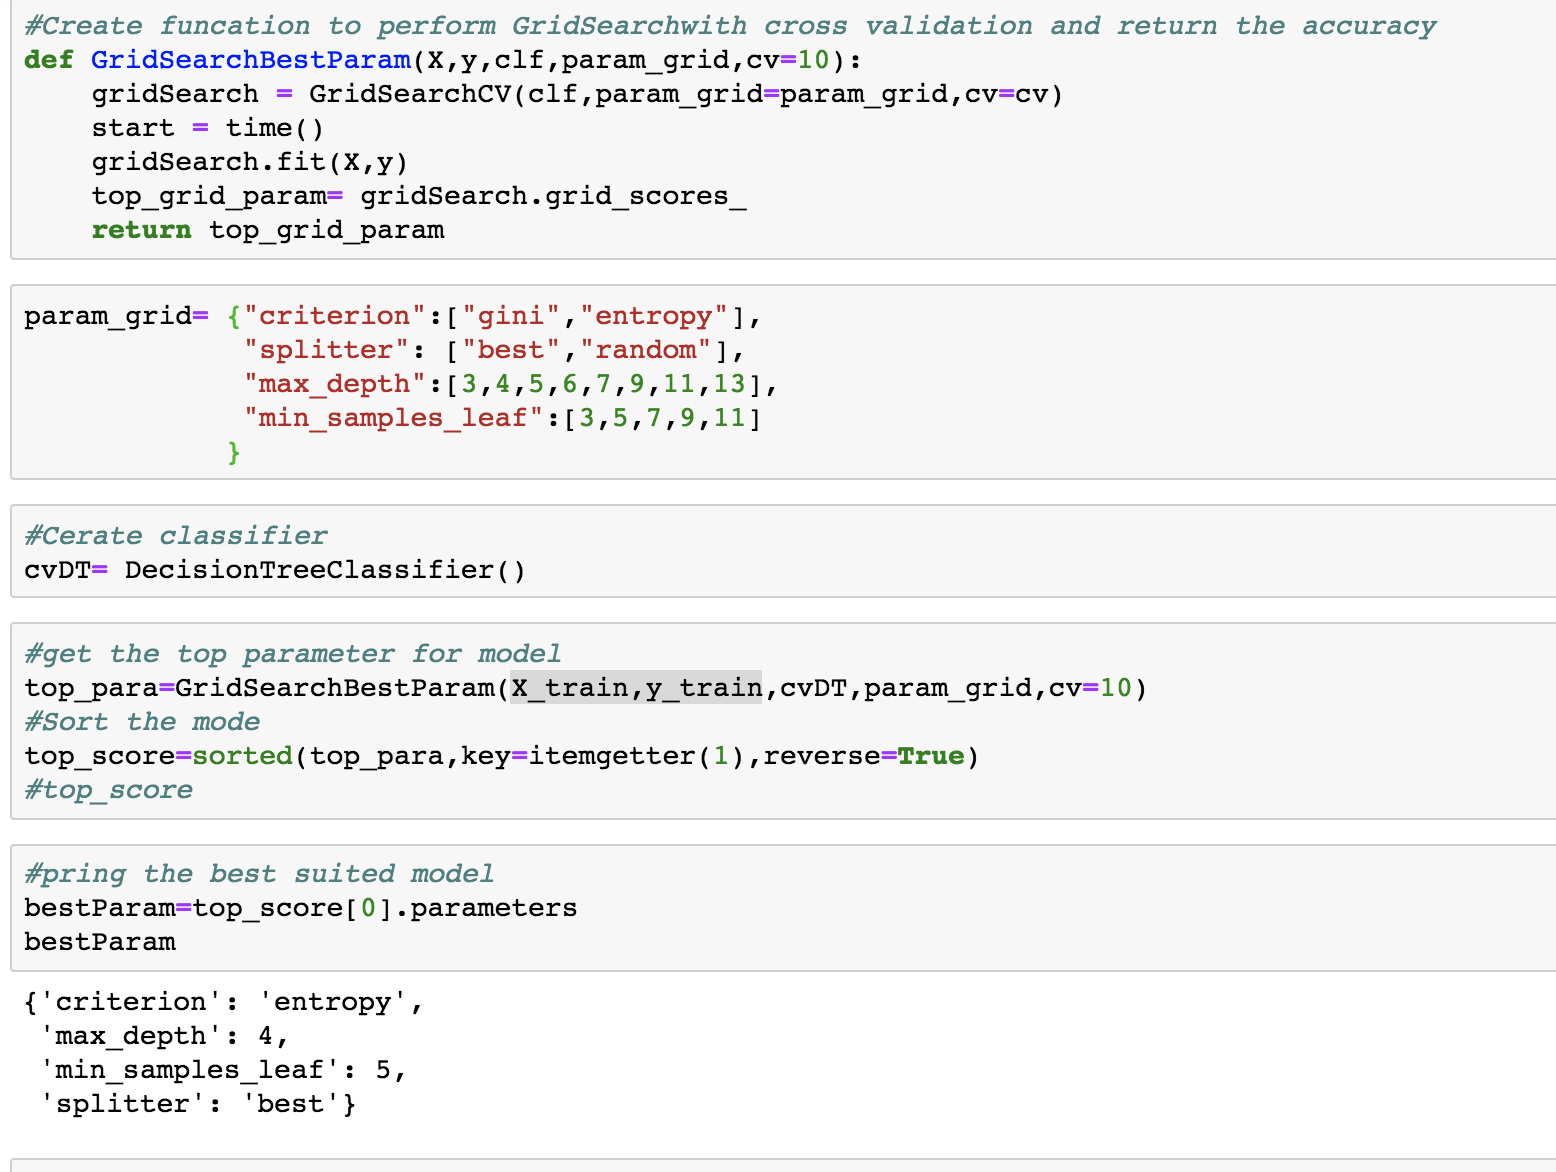 #Create funcation to perform GridSearchwith cross validation and return the accuracy
def GridSearchBestParam(X,y,clf,param_grid,cv=10):
    gridSearch = GridSearchCV(clf,param_grid=param_grid,cv=cv)
    start = time()
    gridSearch.fit(X,y)
    top_grid_param= gridSearch.grid_scores_
    return top_grid_param
param_grid= {"criterion":["gini","entropy"],
             "splitter": ["best","random"],
             "max_depth":[3,4,5,6,7,9,11,13],
             "min_samples_leaf":[3,5,7,9,11]
            }
#Cerate classifier
cvDT= DecisionTreeClassifier()
#get the top parameter for model
top_para=GridSearchBestParam(X_train,y_train,cvDT,param_grid,cv=10)
#Sort the mode
top_score=sorted(top_para,key=itemgetter(1),reverse=True)
#top_score
#pring the best suited model
bestParam=top_score[0].parameters
bestParam
{'criterion': 'entropy',
 'max_depth': 4,
 'min_samples_leaf': 5,
 'splitter': 'best'}